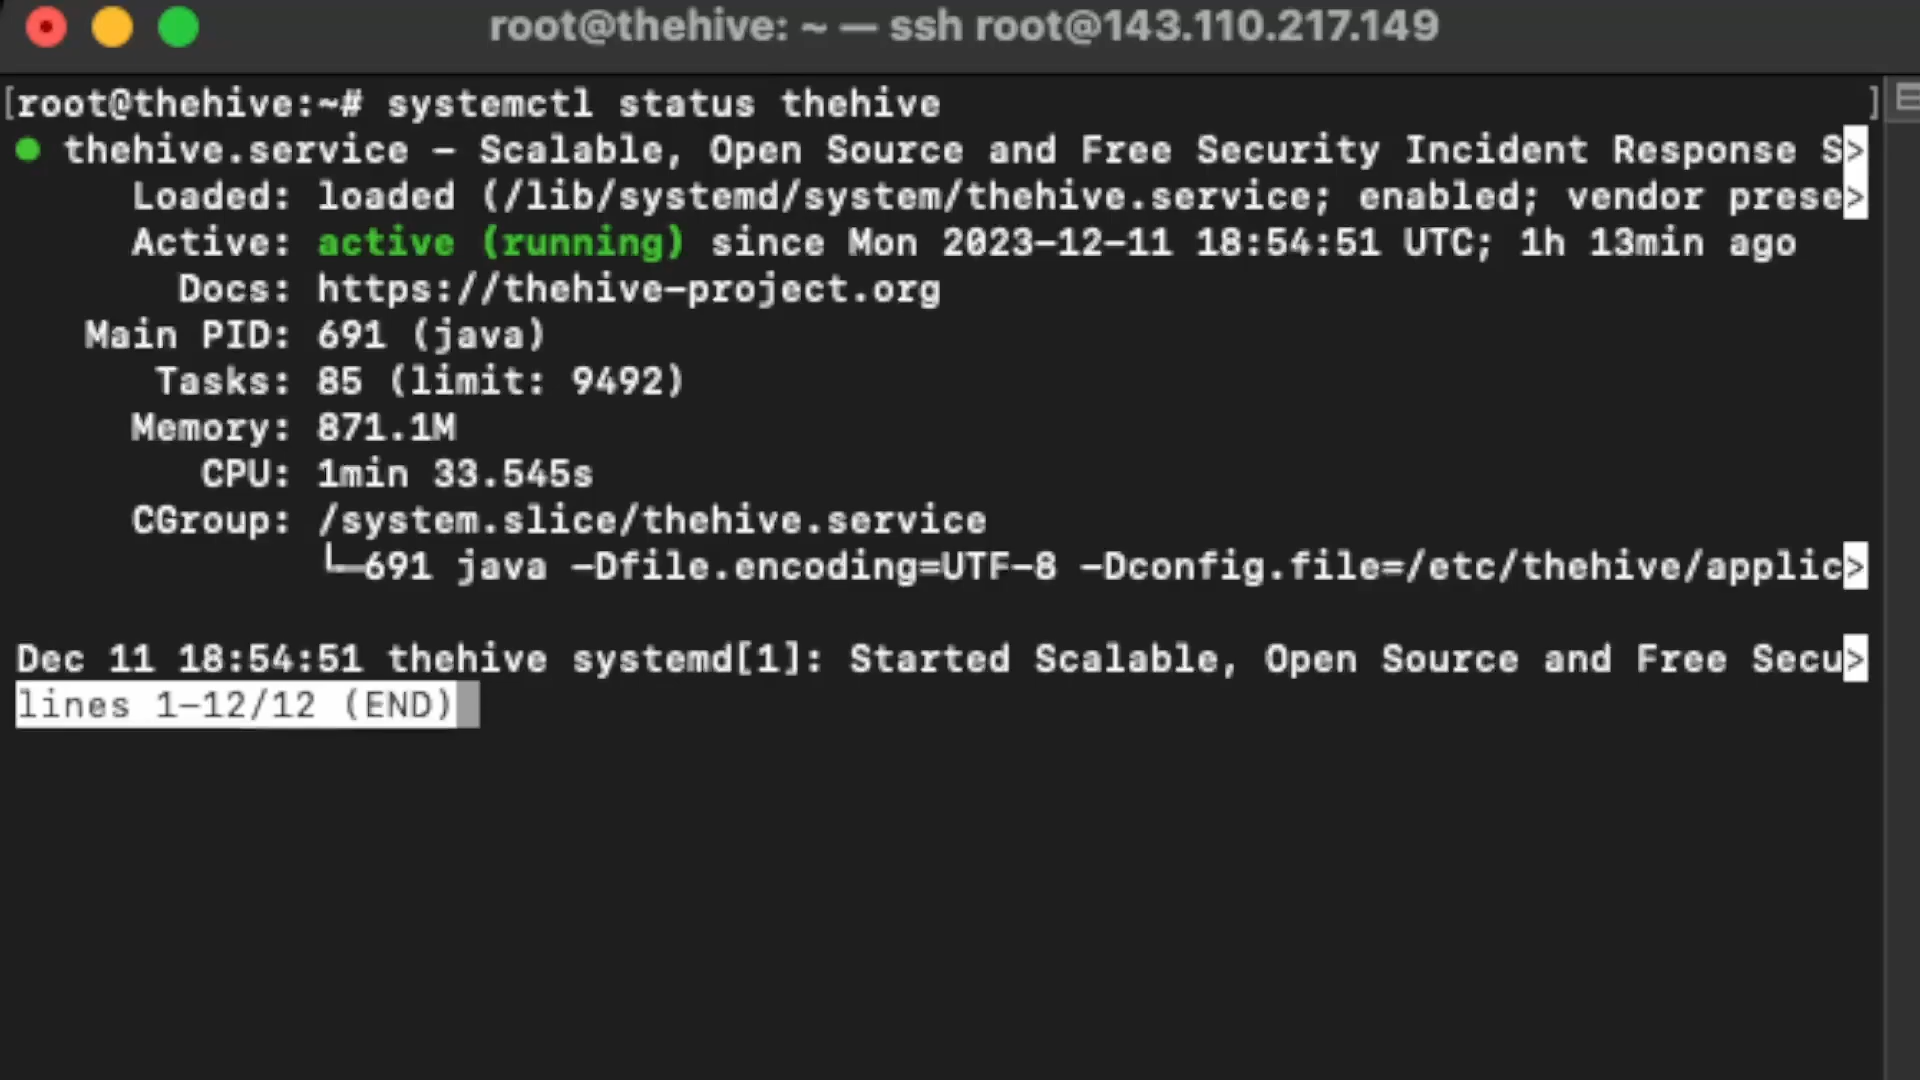 root@thehive: ~ — ssh root@143.110.217.149
[root@thehive:~# systemctl status thehive ]
● thehive.service – Scalable, Open Source and Free Security Incident Response S>
Loaded: loaded (/lib/systemd/system/thehive.service; enabled; vendor prese>
Active: active (running) since Mon 2023–12–11 18:54:51 UTC; 1h 13min ago
Docs: https://thehive–project.org
Main PID: 691 (java)
Tasks: 85 (limit: 9492)
Memory: 871.1M
CPU: 1min 33.545s
CGroup: /system.slice/thehive.service
└─691 java –Dfile.encoding=UTF–8 –Dconfig.file=/etc/thehive/applic>
Dec 11 18:54:51 thehive systemd[1]: Started Scalable, Open Source and Free Secu>
lines 1–12/12 (END)